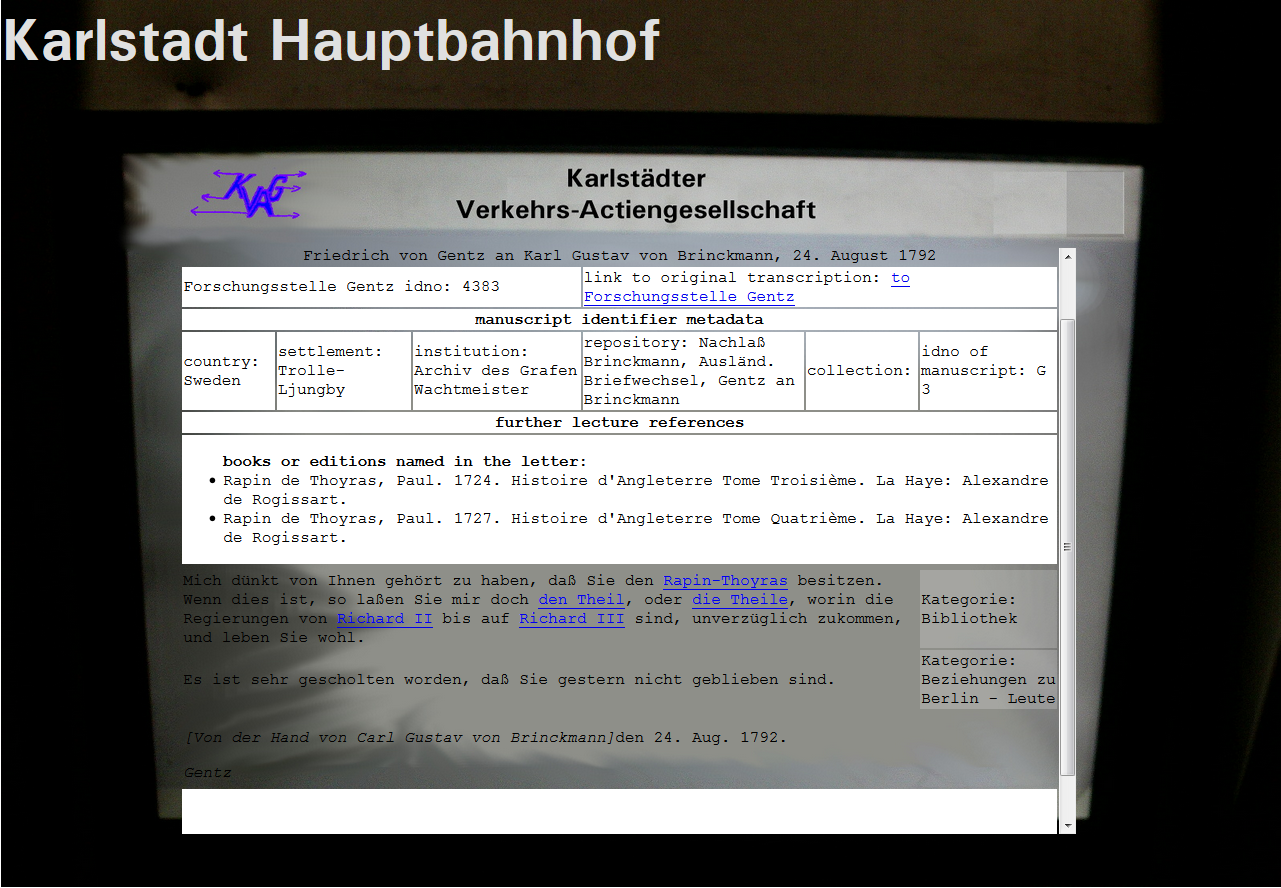 Karlstadt Hauptbahnhof
KVAG
Karlstädter
Verkehrs-Actiengesellschaft
Friedrich von Gentz an Karl Gustav von Brinckmann, 24. August 1792
Forschungsstelle Gentz idno: 4383
link to original transcription: to
Forschungsstelle Gentz
manuscript identifier metadata
country:
Sweden
settlement:
Trolle-
Ljungby
institution:
Archiv des Grafen
Wachtmeister
repository: Nachlaß
Brinckmann, Ausländ.
Briefwechsel, Gentz an
Brinckmann
collection:
idno of
manuscript: G
3
further lecture references
books or editions named in the letter:
• Rapin de Thoyras, Paul. 1724. Histoire d'Angleterre Tome Troisième. La Haye: Alexandre
de Rogissart.
• Rapin de Thoyras, Paul. 1727. Histoire d'Angleterre Tome Quatrième. La Haye: Alexandre
de Rogissart.
Mich dünkt von Ihnen gehört zu haben, daß Sie den Rapin-Thoyras besitzen.
Wenn dies ist, so laßen Sie mir doch den Theil, oder die Theile, worin die
Regierungen von Richard II bis auf Richard III sind, unverzüglich zukommen,
und leben Sie wohl.
Kategorie:
Bibliothek
Es ist sehr gescholten worden, daß Sie gestern nicht geblieben sind.
Kategorie:
Beziehungen zu
Berlin - Leute
[Von der Hand von Carl Gustav von Brinckmann]den 24. Aug. 1792.
Gentz